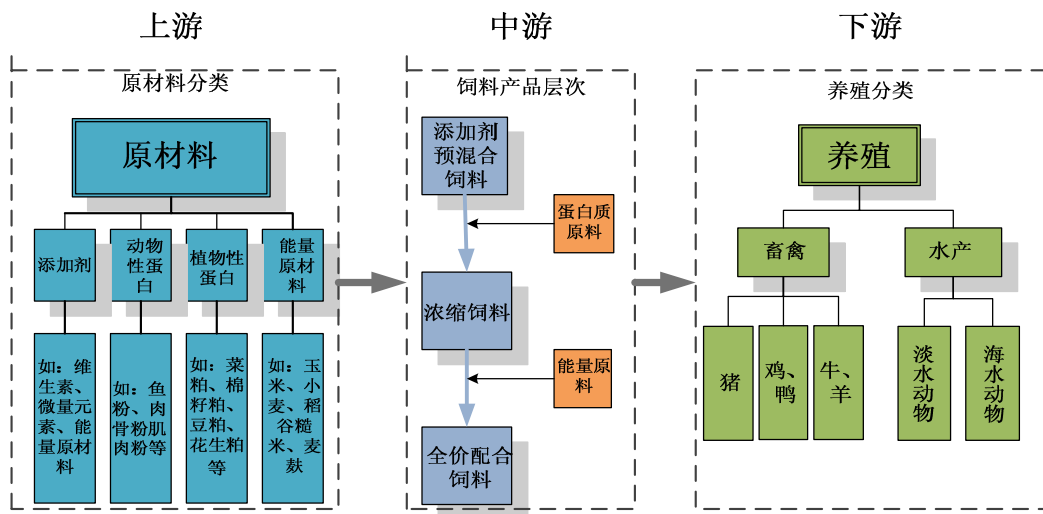 上游
中游
下游
原材料分类
饲料产品层次
养殖分类
原材料
添加剂
动物
性蛋
白
植物性
蛋白
能量
原材
料
如：维
生素、
微量元
素、能
量原材
料
如：鱼
粉、肉
骨粉肌
肉粉等
如：菜
粕、棉
籽粕、
豆粕、
花生粕
等
如：玉
米、小
麦、稻
谷糙
米、麦
麸
添加剂
预混合
饲料
蛋白质
原料
浓缩饲料
能量原
料
全价配合
饲料
养殖
畜禽
水产
猪
鸡、
鸭
牛、
羊
淡
水
动
物
海
水
动
物